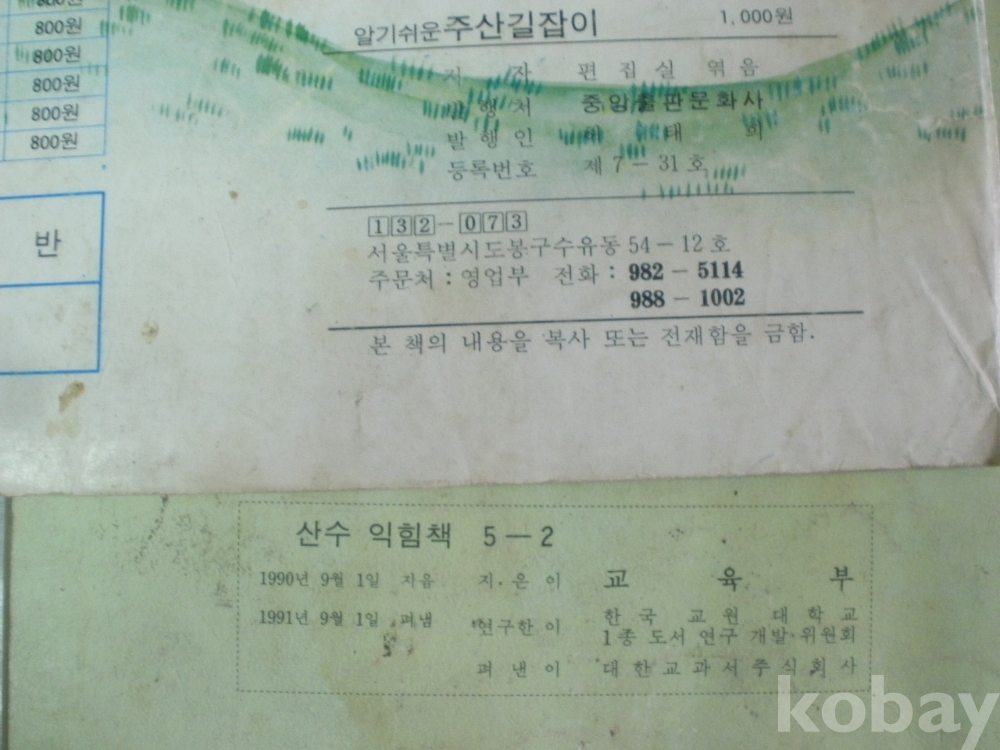 800원
800원
800원
800원
800원
반
알기쉬운 주산길잡이 1,000원
저 자 편 집 실 엮 음
발 행 처 중앙출판문화사
발 행 인 태 희
등록번호 제 7 - 31 호
132-073
서울특별시도봉구수유동 54 - 12 호
주문처 : 영업부 전화 : 982 - 5114
988 - 1002
본 책의 내용을 복사 또는 전재함을 금함.
산수 익힘책 5 - 2
1990년 9월 1일 지음 지 은 이 교 육 부
1991년 9월 1일 펴냄 연구한 이 한 국 교 원 대 학 교
1종 도서 연구 개발 위원회
펴 낸 이 대한교과서주식회사
kobay